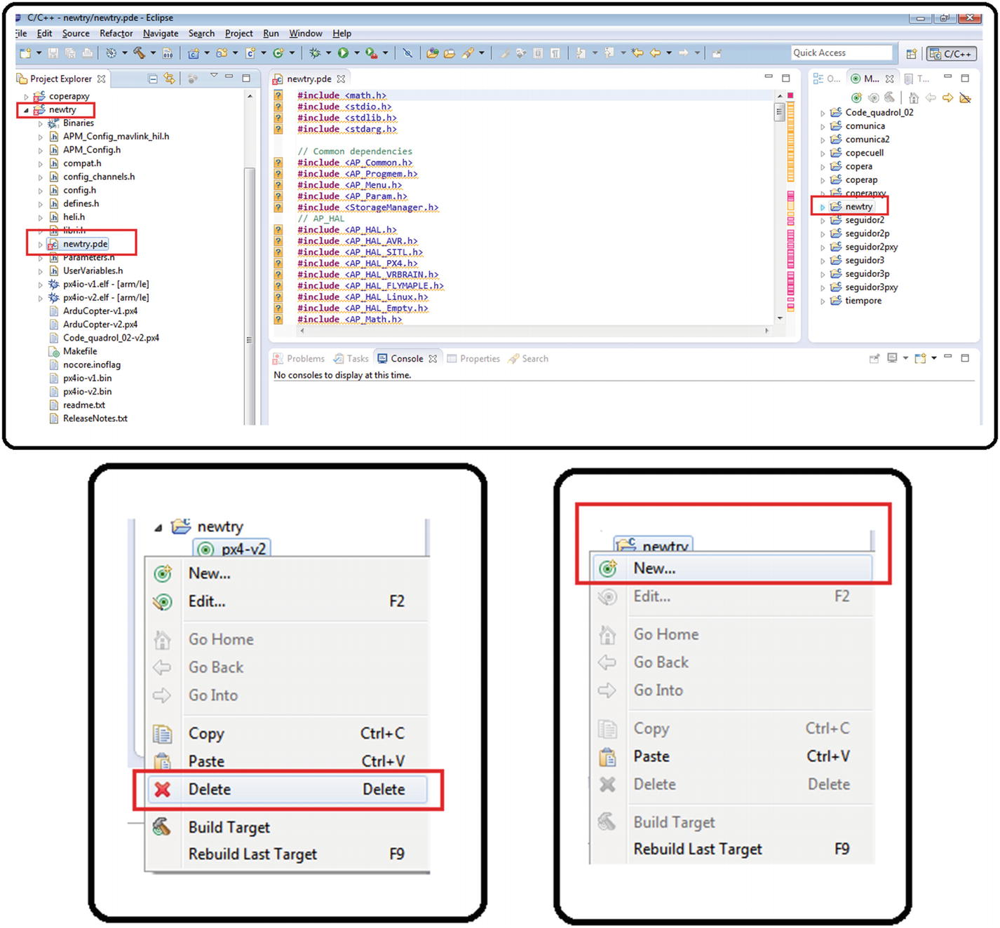 C/C++ - newtry/newtry.pde - Eclipse
File Edit Source Refactor Navigate Search Project Run Window Help
Quick Access
C/C++
Project Explorer
coperapxy
newtry
Binaries
APM_Config_mavlink_hil.h
APM_Config.h
compat.h
config_channels.h
config.h
defines.h
heli.h
libri.h
newtry.pde
Parameters.h
UserVariables.h
px4io-v1.elf - [arm/le]
px4io-v2.elf - [arm/le]
ArduCopter-v1.px4
ArduCopter-v2.px4
Code_quadrol_02-v2.px4
Makefile
nocore.inoflag
px4io-v1.bin
px4io-v2.bin
readme.txt
ReleaseNotes.txt
newtry.pde
#include <math.h>
#include <stdio.h>
#include <stdlib.h>
#include <stdarg.h>
// Common dependencies
#include <AP_Common.h>
#include <AP_Progmem.h>
#include <AP_Menu.h>
#include <AP_Param.h>
#include <StorageManager.h>
// AP_HAL
#include <AP_HAL.h>
#include <AP_HAL_AVR.h>
#include <AP_HAL_SITL.h>
#include <AP_HAL_PX4.h>
#include <AP_HAL_VRBRAIN.h>
#include <AP_HAL_FLYMAPLE.h>
#include <AP_HAL_Linux.h>
#include <AP_HAL_Empty.h>
#include <AP_Math.h>
O... M... T...
Code_quadrol_02
comunica
comunica2
copecuell
copera
coperap
coperapxy
newtry
seguidor2
seguidor2p
seguidor2pxy
seguidor3
seguidor3p
seguidor3pxy
tiempore
Problems Tasks Console Properties Search
No consoles to display at this time.
newtry
px4-v2
New...
Edit... F2
Go Home
Go Back
Go Into
Copy Ctrl+C
Paste Ctrl+V
Delete Delete
Build Target
Rebuild Last Target F9
newtry
New...
Edit... F2
Go Home
Go Back
Go Into
Copy Ctrl+C
Paste Ctrl+V
Delete Delete
Build Target
Rebuild Last Target F9